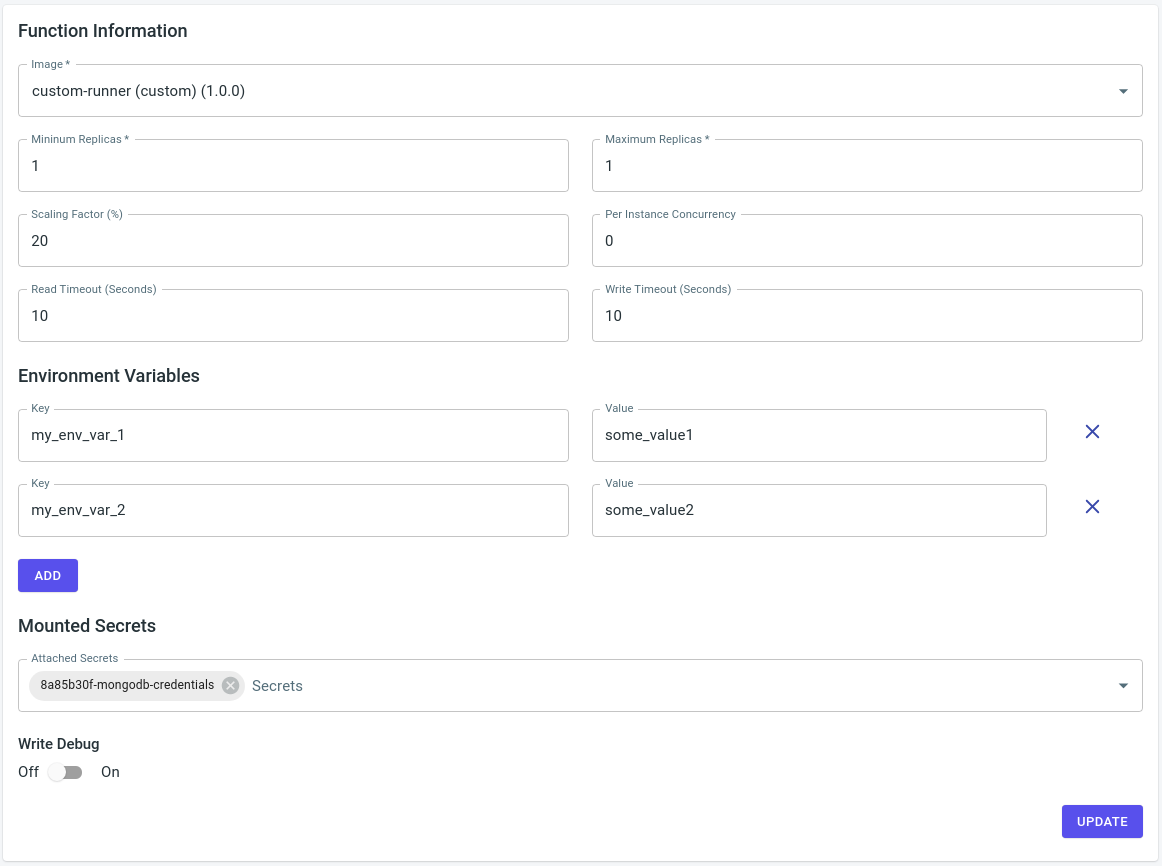 Function Information
Image *
custom-runner (custom) (1.0.0)
Mininum Replicas * Maximum Replicas *
1 1
Scaling Factor (%) Per Instance Concurrency
20 0
Read Timeout (Seconds) Write Timeout (Seconds)
10 10
Environment Variables
Key Value
my_env_var_1 some_value1
Key Value
my_env_var_2 some_value2
ADD
Mounted Secrets
Attached Secrets
8a85b30f-mongodb-credentials Secrets
Write Debug
Off On
UPDATE